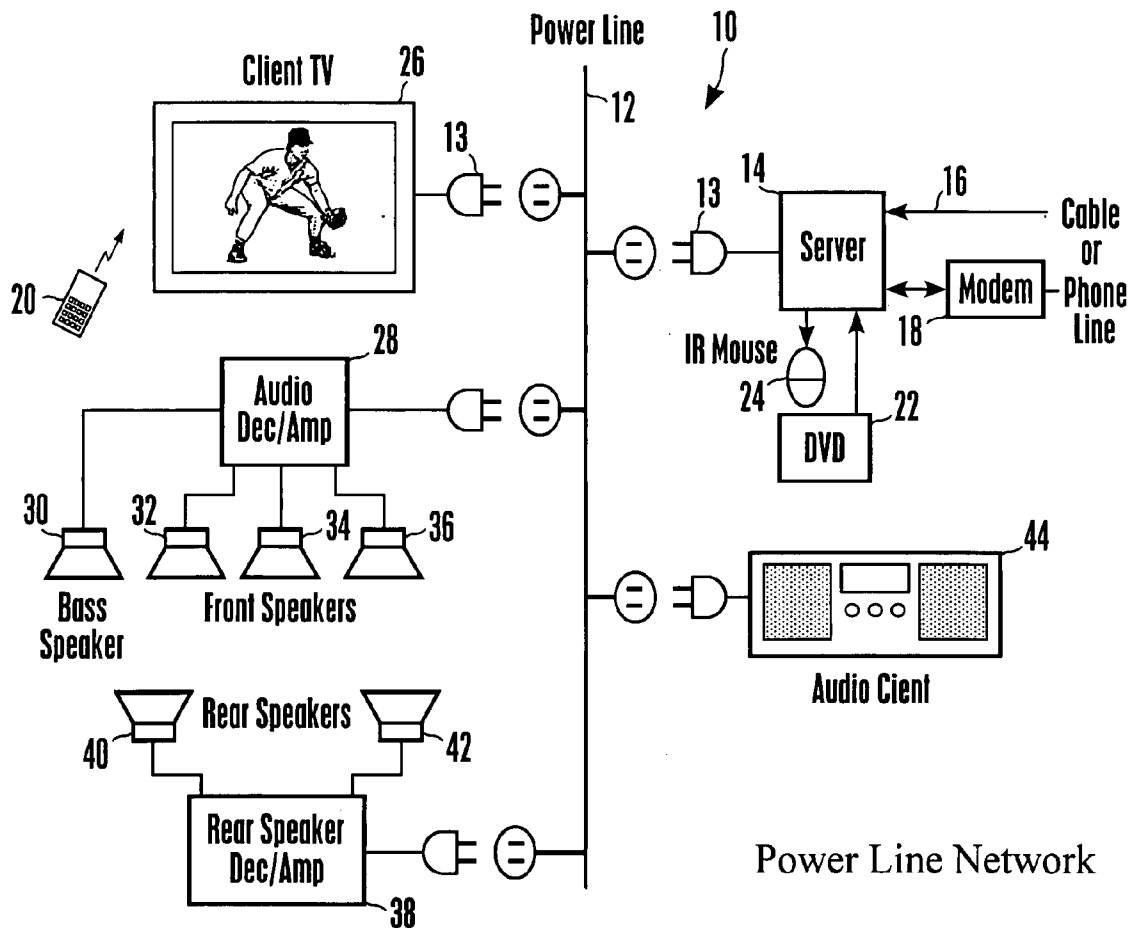 Power Line
10
Client TV
26
12
13
14
13
16
Server
Cable
or
Phone
Line
Modem
18
20
IR Mouse
24
22
DVD
28
Audio
Dec/Amp
30
32
34
36
Bass
Speaker
Front Speakers
44
Audio Cient
Rear Speakers
40
42
Rear Speaker
Dec/Amp
38
Power Line Network